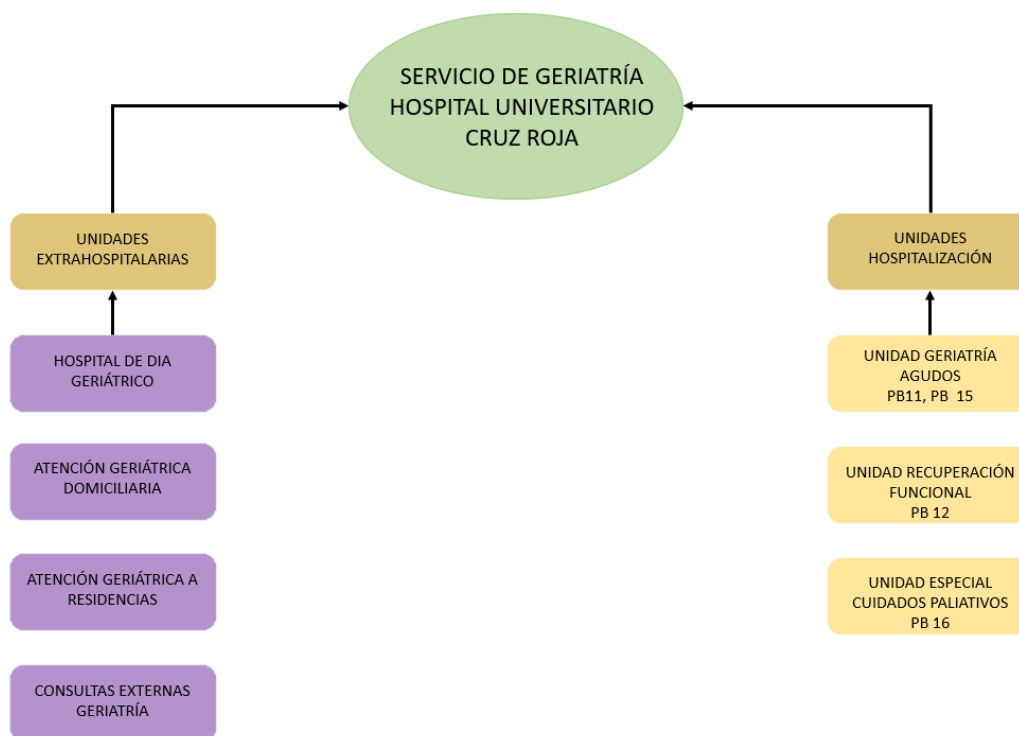 SERVICIO DE GERIATRÍA
HOSPITAL UNIVERSITARIO
CRUZ ROJA
UNIDADES
EXTRAHOSPITALARIAS
HOSPITAL DE DIA
GERIÁTRICO
ATENCIÓN GERIÁTRICA
DOMICILIARIA
ATENCIÓN GERIÁTRICA A
RESIDENCIAS
CONSULTAS EXTERNAS
GERIATRÍA
UNIDADES
HOSPITALIZACIÓN
UNIDAD GERIATRÍA
AGUDOS
PB11, PB 15
UNIDAD RECUPERACIÓN
FUNCIONAL
PB 12
UNIDAD ESPECIAL
CUIDADOS PALIATIVOS
PB 16